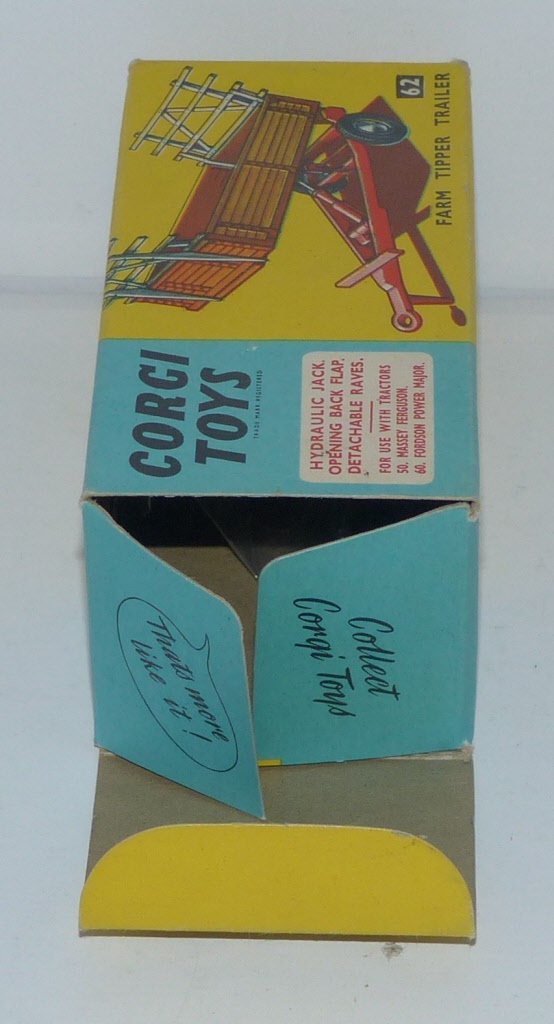 62
FARM TIPPER TRAILER
CORGI
TOYS
TRADE MARK REGISTERED
HYDRAULIC JACK.
OPENING BACK FLAP.
DETACHABLE RAVES.
FOR USE WITH TRACTORS
50. MASSEY FERGUSON.
60. FORDSON POWER MAJOR.
Thats more
like it!
Collect
Corgi Toys